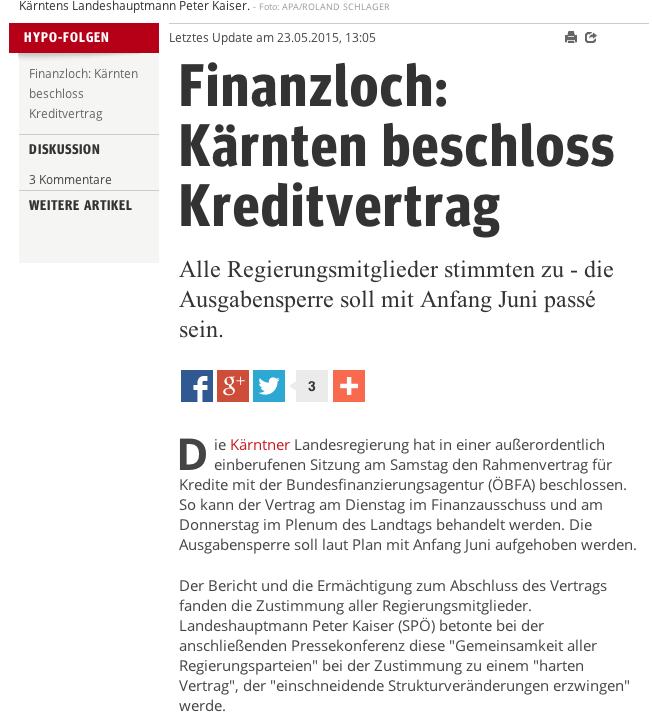 Kärntens Landeshauptmann Peter Kaiser. - Foto: APA/ROLAND SCHLAGER
HYPO-FOLGEN
Finanzloch: Kärnten
beschloss
Kreditvertrag
DISKUSSION
3 Kommentare
WEITERE ARTIKEL
Letztes Update am 23.05.2015, 13:05
Finanzloch:
Kärnten beschloss
Kreditvertrag
Alle Regierungsmitglieder stimmten zu - die
Ausgabensperre soll mit Anfang Juni passé
sein.
f g+ 3 +
Die Kärntner Landesregierung hat in einer außerordentlich
einberufenen Sitzung am Samstag den Rahmenvertrag für
Kredite mit der Bundesfinanzierungsagentur (ÖBFA) beschlossen.
So kann der Vertrag am Dienstag im Finanzausschuss und am
Donnerstag im Plenum des Landtags behandelt werden. Die
Ausgabensperre soll laut Plan mit Anfang Juni aufgehoben werden.
Der Bericht und die Ermächtigung zum Abschluss des Vertrags
fanden die Zustimmung aller Regierungsmitglieder.
Landeshauptmann Peter Kaiser (SPÖ) betonte bei der
anschließenden Pressekonferenz diese "Gemeinsamkeit aller
Regierungsparteien" bei der Zustimmung zu einem "harten
Vertrag", der "einschneidende Strukturveränderungen erzwingen"
werde.